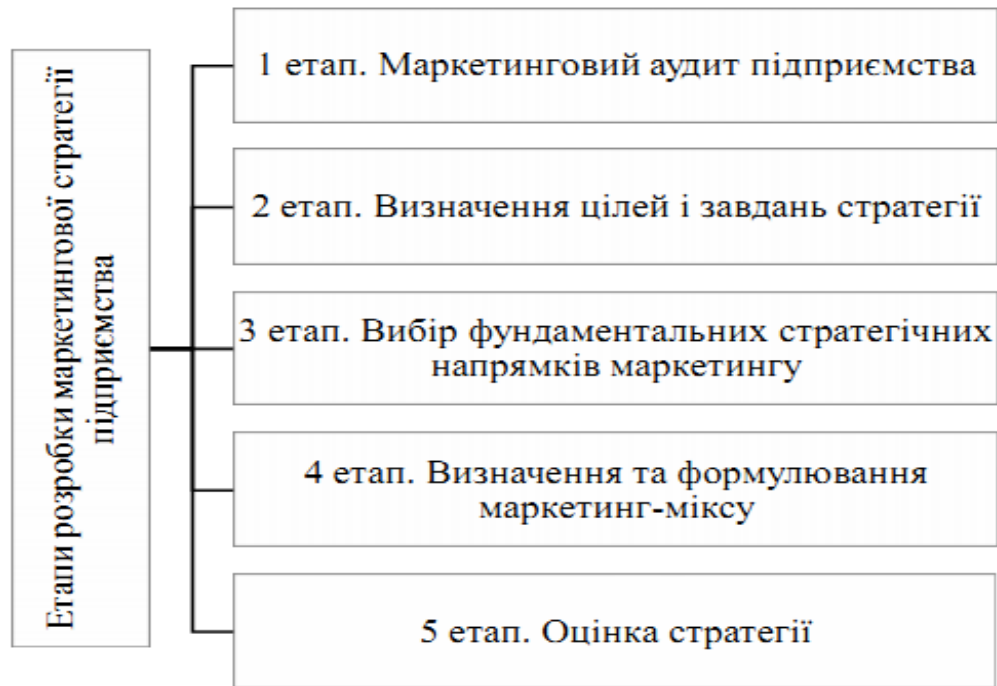 Етапи розробки маркетингової стратегії
підприємства
1 етап. Маркетинговий аудит підприємства
2 етап. Визначення цілей і завдань стратегії
3 етап. Вибір фундаментальних стратегічних
напрямків маркетингу
4 етап. Визначення та формулювання
маркетинг-міксу
5 етап. Оцінка стратегії